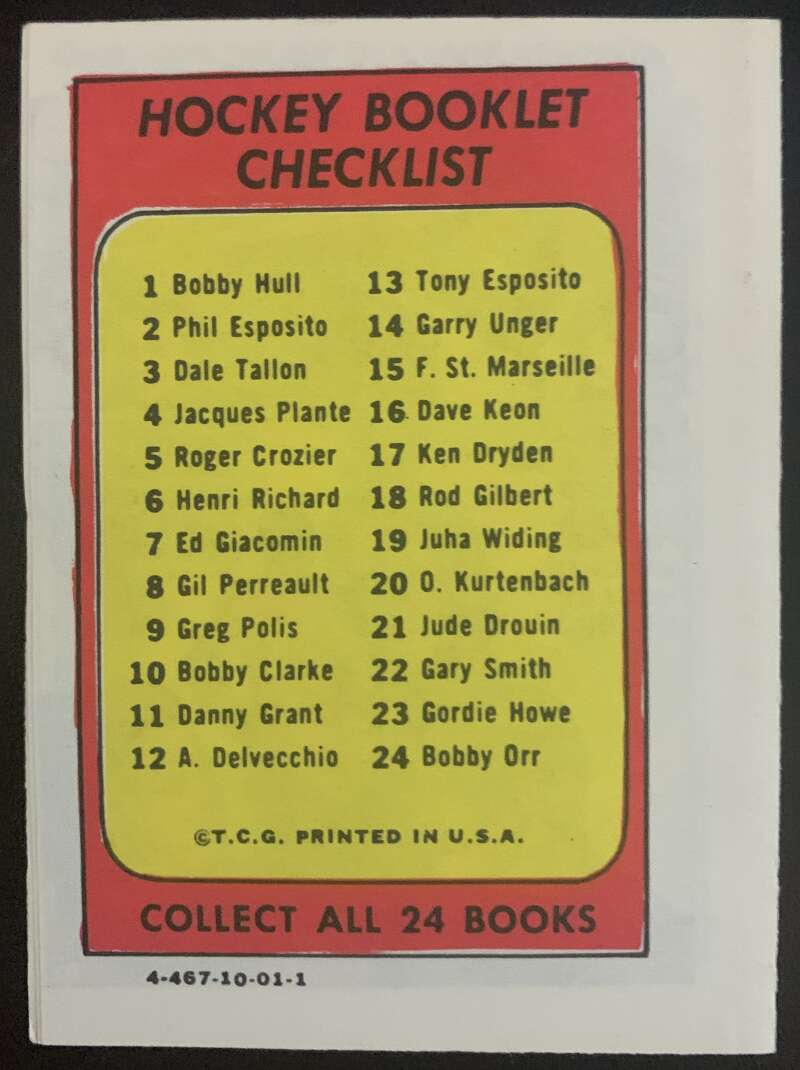 HOCKEY BOOKLET
CHECKLIST
1 Bobby Hull
2 Phil Esposito
3 Dale Tallon
4 Jacques Plante
5 Roger Crozier
6 Henri Richard
7 Ed Giacomin
8 Gil Perreault
9 Greg Polis
10 Bobby Clarke
11 Danny Grant
12 A. Delvecchio
13 Tony Esposito
14 Garry Unger
15 F. St. Marseille
16 Dave Keon
17 Ken Dryden
18 Rod Gilbert
19 Juha Widing
20 O. Kurtenbach
21 Jude Drouin
22 Gary Smith
23 Gordie Howe
24 Bobby Orr
©T.C.G. PRINTED IN U.S.A.
COLLECT ALL 24 BOOKS
4-467-10-01-1